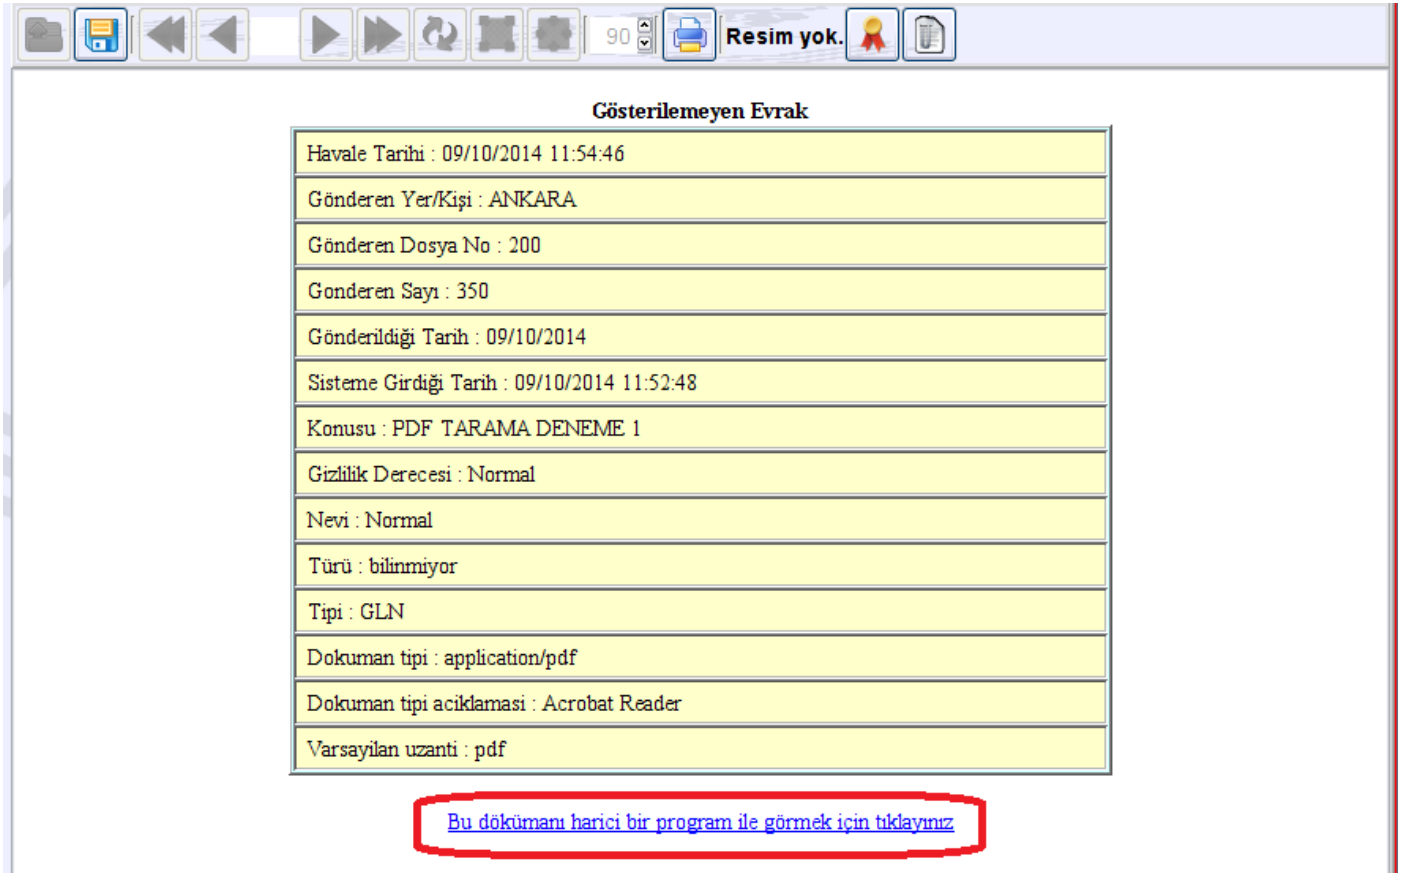 90
Resim yok.
Gösterilemeyen Evrak
Havale Tarihi : 09/10/2014 11:54:46
Gönderen Yer/Kişi : ANKARA
Gönderen Dosya No : 200
Gonderen Sayı : 350
Gönderildiği Tarih : 09/10/2014
Sisteme Girdiği Tarih : 09/10/2014 11:52:48
Konusu : PDF TARAMA DENEME 1
Gizlilik Derecesi : Normal
Nevi : Normal
Türü : bilinmiyor
Tipi : GLN
Dokuman tipi : application/pdf
Dokuman tipi aciklamasi : Acrobat Reader
Varsayilan uzanti : pdf
Bu dökümanı harici bir program ile görmek için tıklayınız